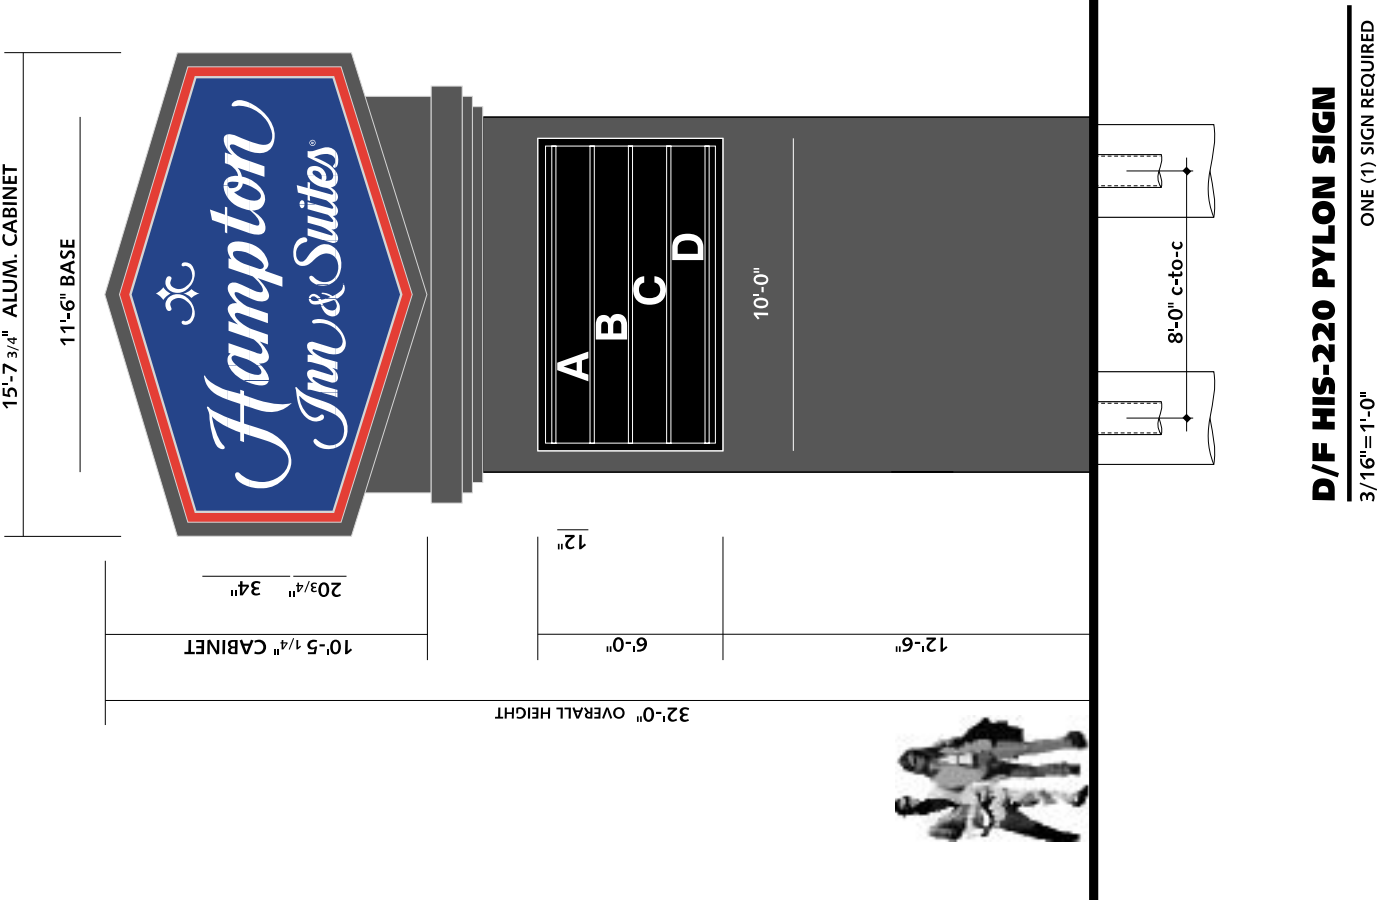 15'-7 3/4" ALUM. CABINET
11'-6" BASE
Hampton
Inn & Suites®
34"
20 3/4"
10'-5 1/4" CABINET
A
B
C
D
12"
10'-0"
6'-0"
12'-6"
32'-0" OVERALL HEIGHT
8'-0" c-to-c
D/F HIS-220 PYLON SIGN
3/16"=1'-0" ONE (1) SIGN REQUIRED